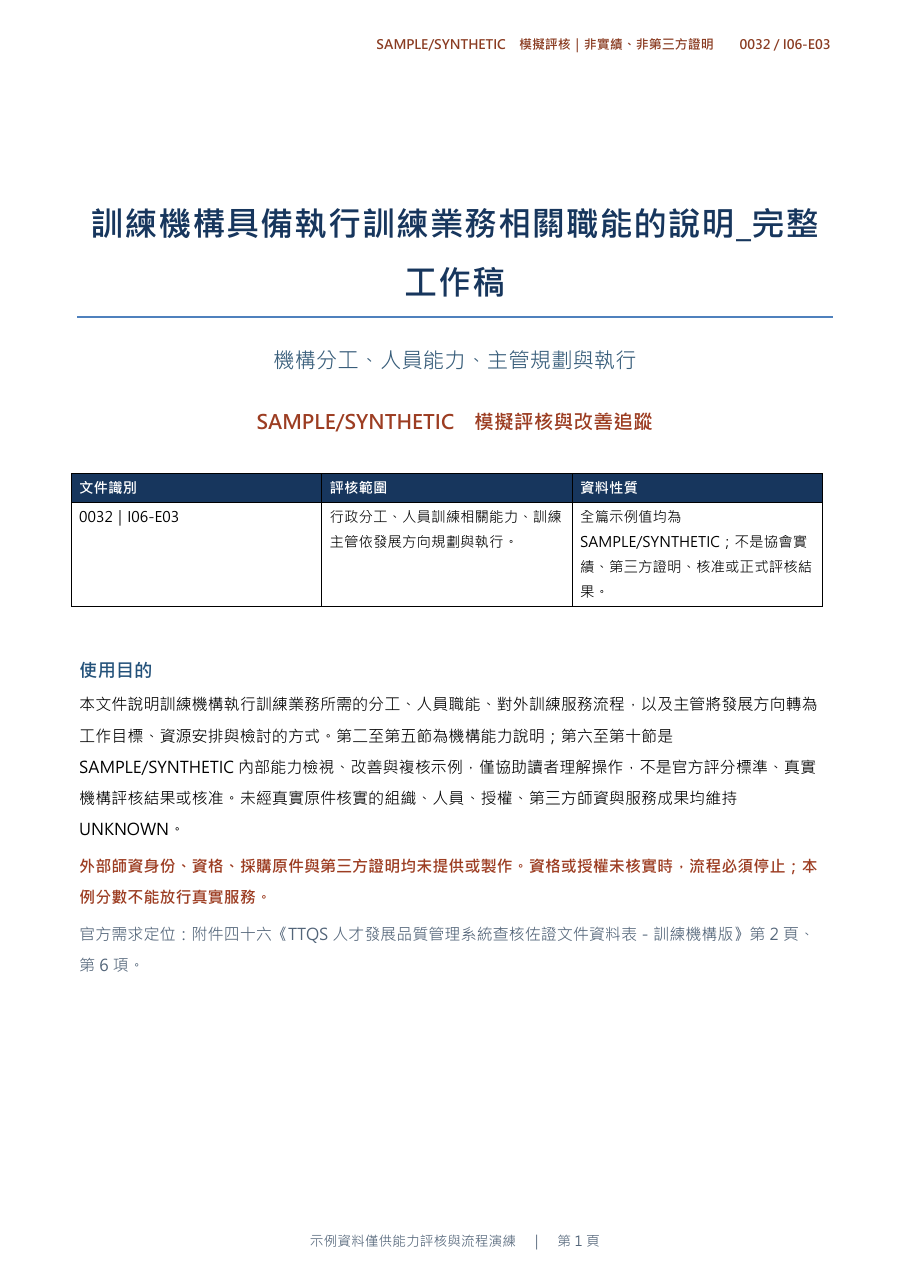 SAMPLE/SYNTHETIC　模擬評核｜非實績、非第三方證明　　0032 / I06-E03
訓練機構具備執行訓練業務相關職能的說明_完整
工作稿
機構分工、人員能力、主管規劃與執行
SAMPLE/SYNTHETIC　模擬評核與改善追蹤
文件識別
評核範圍
資料性質
0032｜I06-E03
行政分工、人員訓練相關能力、訓練
主管依發展方向規劃與執行。
全篇示例值均為
SAMPLE/SYNTHETIC；不是協會實
績、第三方證明、核准或正式評核結
果。
使用目的
本文件說明訓練機構執行訓練業務所需的分工、人員職能、對外訓練服務流程，以及主管將發展方向轉為
工作目標、資源安排與檢討的方式。第二至第五節為機構能力說明；第六至第十節是
SAMPLE/SYNTHETIC 內部能力檢視、改善與複核示例，僅協助讀者理解操作，不是官方評分標準、真實
機構評核結果或核准。未經真實原件核實的組織、人員、授權、第三方師資與服務成果均維持
UNKNOWN。
外部師資身份、資格、採購原件與第三方證明均未提供或製作。資格或授權未核實時，流程必須停止；本
例分數不能放行真實服務。
官方需求定位：附件四十六《TTQS 人才發展品質管理系統查核佐證文件資料表－訓練機構版》第 2 頁、
第 6 項。
示例資料僅供能力評核與流程演練　｜　第 1 頁